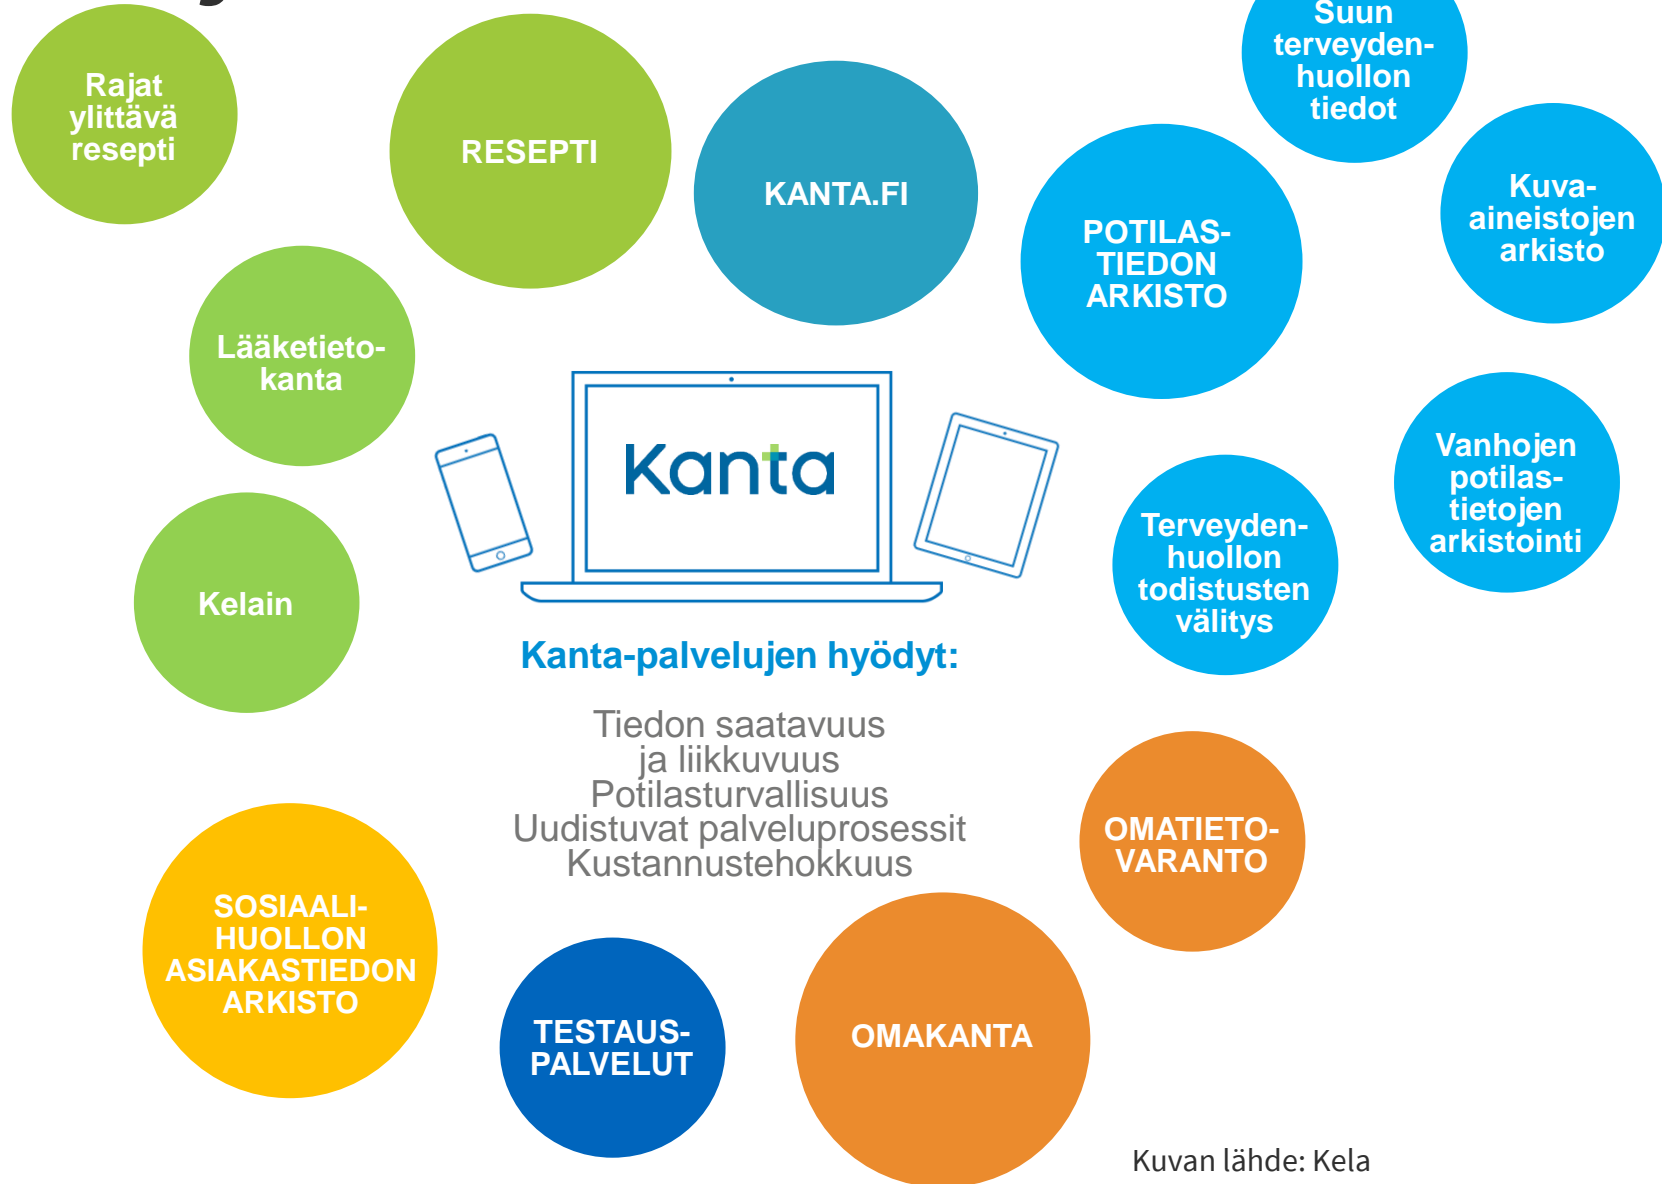 Rajat
ylittävä
resepti
RESEPTI
KANTA.FI
Suun
terveyden-
huollon
tiedot
POTILAS-
TIEDON
ARKISTO
Kuva-
aineistojen
arkisto
Lääketieto-
kanta
Kanta
Vanhojen
potilas-
tietojen
arkistointi
Terveyden-
huollon
todistusten
välitys
Kelain
Kanta-palvelujen hyödyt:
Tiedon saatavuus
ja liikkuvuus
Potilasturvallisuus
Uudistuvat palveluprosessit
Kustannustehokkuus
OMATIETO-
VARANTO
SOSIAALI-
HUOLLON
ASIAKASTIEDON
ARKISTO
TESTAUS-
PALVELUT
OMAKANTA
Kuvan lähde: Kela